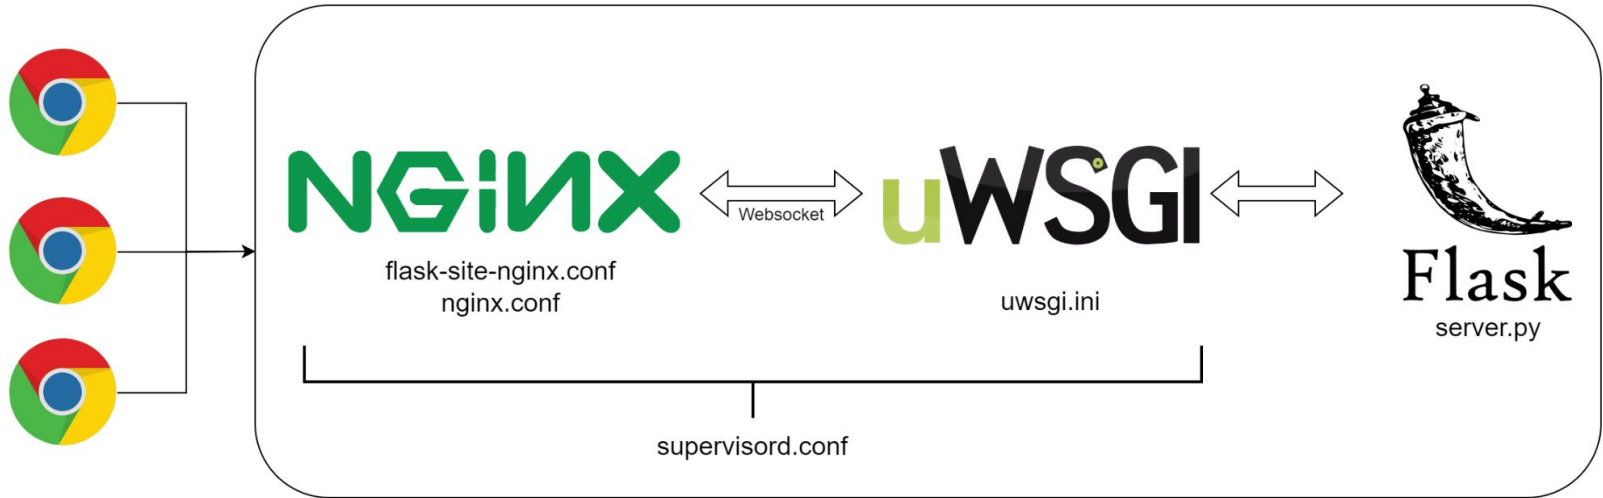 NGiNX
Websocket
uWSGI
Flask
flask-site-nginx.conf
nginx.conf
uwsgi.ini
server.py
supervisord.conf